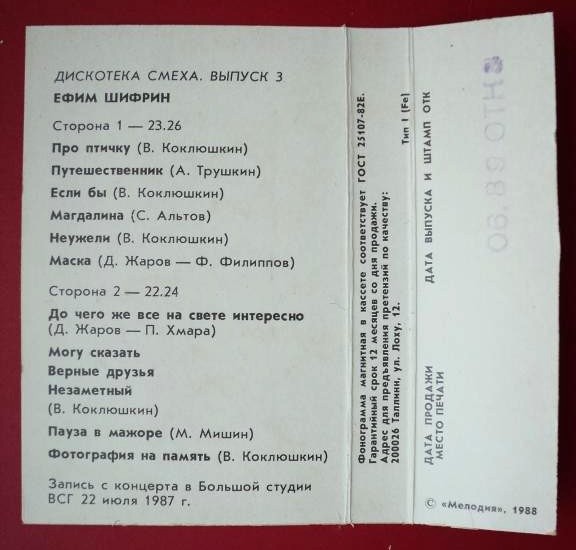 ДИСКОТЕКА СМЕХА. ВЫПУСК 3
ЕФИМ ШИФРИН
Сторона 1 — 23.26
Про птичку (В. Коклюшкин)
Путешественник (А. Трушкин)
Если бы (В. Коклюшкин)
Магдалина (С. Альтов)
Неужели (В. Коклюшкин)
Маска (Д. Жаров — Ф. Филиппов)
Сторона 2 — 22.24
До чего же все на свете интересно
(Д. Жаров — П. Хмара)
Могу сказать
Верные друзья
Незаметный
(В. Коклюшкин)
Пауза в мажоре (М. Мишин)
Фотография на память (В. Коклюшкин)
Запись с концерта в Большой студии
ВСГ 22 июля 1987 г.
Фонограмма магнитная в кассете соответствует ГОСТ 25107-82Е.
Гарантийный срок 12 месяцев со дня продажи.
Адрес для предъявления претензий по качеству:
200026 Таллинн, ул. Лоху, 12.
Тип I (Fe)
ДАТА ПРОДАЖИ
МЕСТО ПЕЧАТИ
ДАТА ВЫПУСКА И ШТАМП ОТК
06.89 ОТК
© «Мелодия», 1988